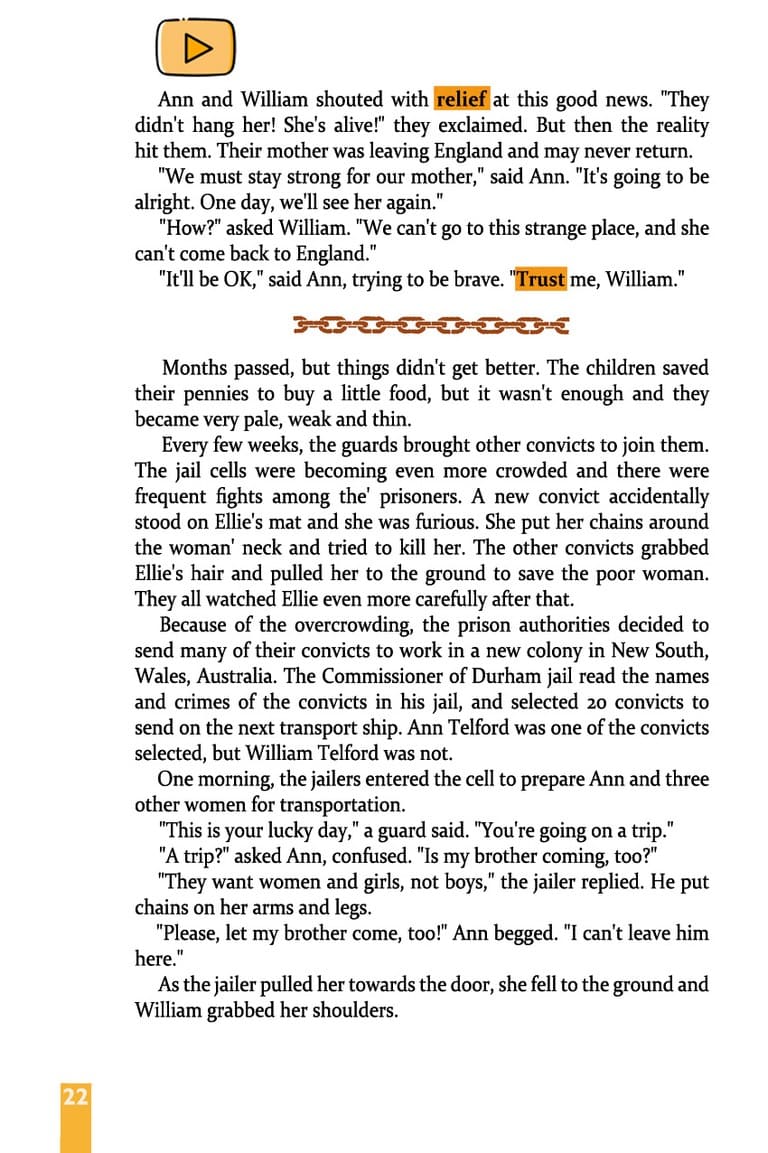 Ann and William shouted with relief at this good news. "They
didn't hang her! She's alive!" they exclaimed. But then the reality
hit them. Their mother was leaving England and may never return.
"We must stay strong for our mother," said Ann. "It's going to be
alright. One day, we'll see her again."
"How?" asked William. "We can't go to this strange place, and she
can't come back to England."
"It'll be OK," said Ann, trying to be brave. "Trust me, William."
Months passed, but things didn't get better. The children saved
their pennies to buy a little food, but it wasn't enough and they
became very pale, weak and thin.
Every few weeks, the guards brought other convicts to join them.
The jail cells were becoming even more crowded and there were
frequent fights among the' prisoners. A new convict accidentally
stood on Ellie's mat and she was furious. She put her chains around
the woman' neck and tried to kill her. The other convicts grabbed
Ellie's hair and pulled her to the ground to save the poor woman.
They all watched Ellie even more carefully after that.
Because of the overcrowding, the prison authorities decided to
send many of their convicts to work in a new colony in New South,
Wales, Australia. The Commissioner of Durham jail read the names
and crimes of the convicts in his jail, and selected 20 convicts to
send on the next transport ship. Ann Telford was one of the convicts
selected, but William Telford was not.
One morning, the jailers entered the cell to prepare Ann and three
other women for transportation.
"This is your lucky day," a guard said. "You're going on a trip."
"A trip?" asked Ann, confused. "Is my brother coming, too?"
"They want women and girls, not boys," the jailer replied. He put
chains on her arms and legs.
"Please, let my brother come, too!" Ann begged. "I can't leave him
here."
As the jailer pulled her towards the door, she fell to the ground and
William grabbed her shoulders.
22